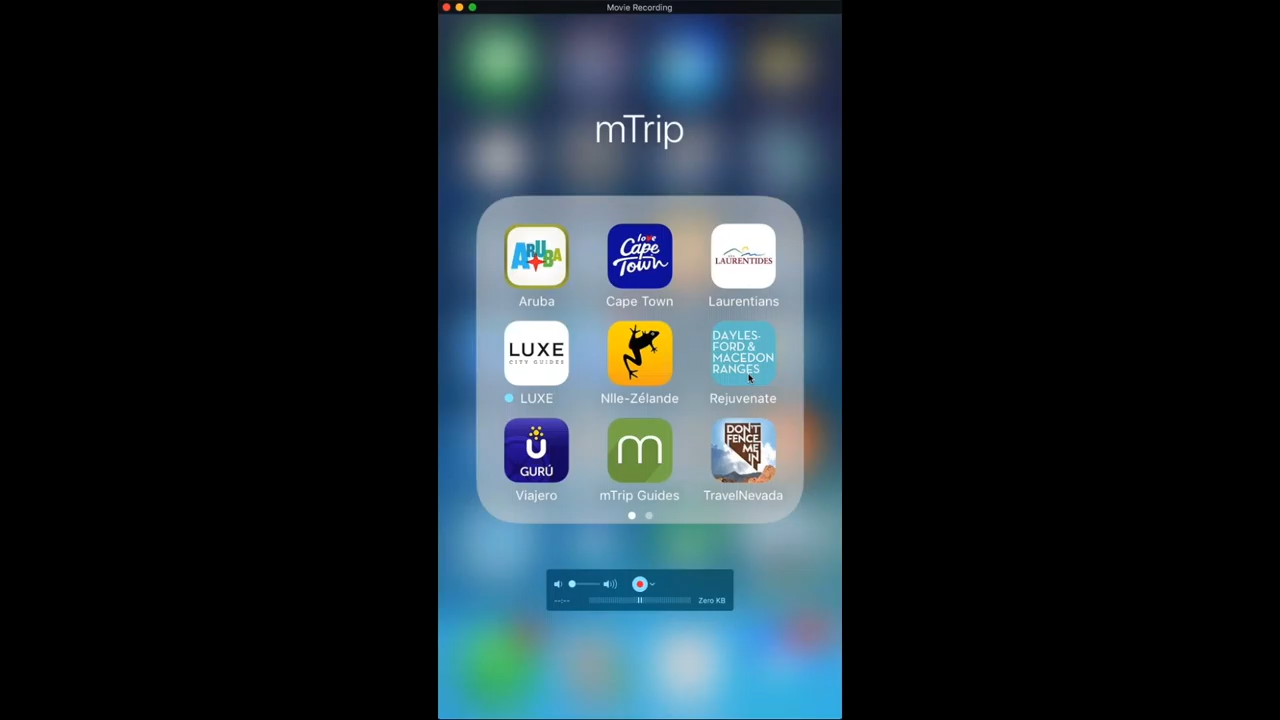 Movie Recording
mTrip
ARUBA
love
Cape
Town
LAURENTIDES
Aruba
Cape Town
Laurentians
LUXE
CITY GUIDES
DAYLES-
FORD &
MACEDON
RANGES
LUXE
Nlle-Zélande
Rejuvenate
GURÚ
m
DON'T
FENCE
ME
IN
Viajero
mTrip Guides
TravelNevada
--:--
Zero KB